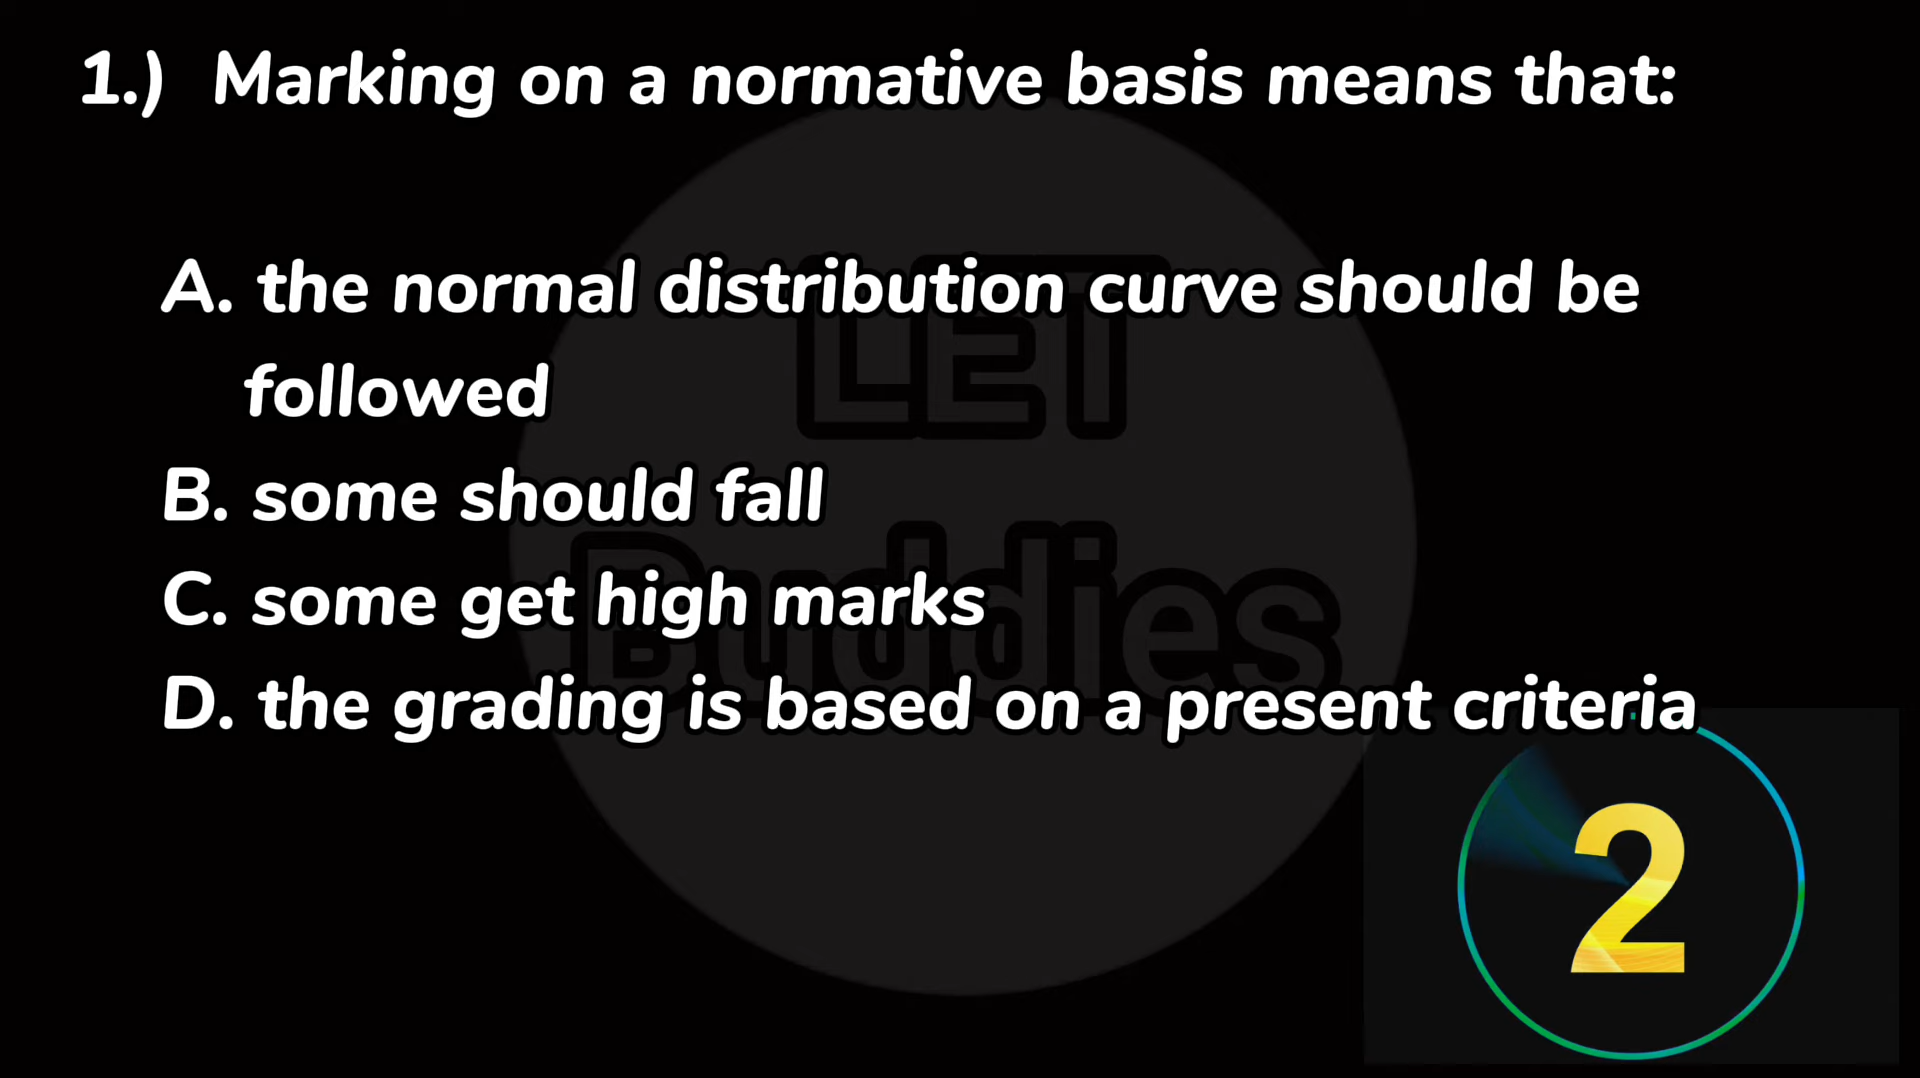 1.) Marking on a normative basis means that:
A. the normal distribution curve should be
followed
B. some should fall
C. some get high marks
D. the grading is based on a present criteria
LET
Buddies
2